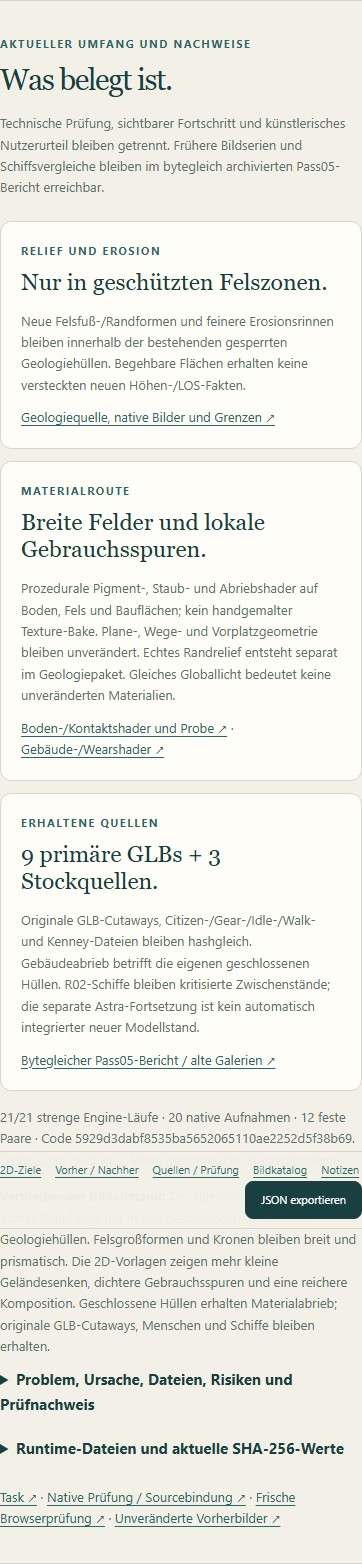 AKTUELLER UMFANG UND NACHWEISE
Was belegt ist.
Technische Prüfung, sichtbarer Fortschritt und künstlerisches
Nutzerurteil bleiben getrennt. Frühere Bildserien und
Schiffsvergleiche bleiben im bytegleich archivierten Pass05-
Bericht erreichbar.
RELIEF UND EROSION
Nur in geschützten Felszonen.
Neue Felsfuß-/Randformen und feinere Erosionsrinnen
bleiben innerhalb der bestehenden gesperrten
Geologiehüllen. Begehbare Flächen erhalten keine
versteckten neuen Höhen-/LOS-Fakten.
Geologiequelle, native Bilder und Grenzen ↗
MATERIALROUTE
Breite Felder und lokale
Gebrauchsspuren.
Prozedurale Pigment-, Staub- und Abriebshader auf
Boden, Fels und Bauflächen; kein handgemalter
Texture-Bake. Plane-, Wege- und Vorplatzgeometrie
bleiben unverändert. Echtes Randrelief entsteht separat
im Geologiepaket. Gleiches Globallicht bedeutet keine
unveränderten Materialien.
Boden-/Kontaktshader und Probe ↗ ·
Gebäude-/Wearshader ↗
ERHALTENE QUELLEN
9 primäre GLBs + 3
Stockquellen.
Originale GLB-Cutaways, Citizen-/Gear-/Idle-/Walk-
und Kenney-Dateien bleiben hashgleich.
Gebäudeabrieb betrifft die eigenen geschlossenen
Hüllen. R02-Schiffe bleiben kritisierte Zwischenstände;
die separate Astra-Fortsetzung ist kein automatisch
integrierter neuer Modellstand.
Bytegleicher Pass05-Bericht / alte Galerien ↗
21/21 strenge Engine-Läufe · 20 native Aufnahmen · 12 feste
Paare · Code 5929d3dabf8535ba5652065110ae2252d5f38b69.
2D-Ziele Vorher / Nachher Quellen / Prüfung Bildkatalog Notizen
JSON exportieren
Geologiehüllen. Felsgroßformen und Kronen bleiben breit und
prismatisch. Die 2D-Vorlagen zeigen mehr kleine
Geländesenken, dichtere Gebrauchsspuren und eine reichere
Komposition. Geschlossene Hüllen erhalten Materialabrieb;
originale GLB-Cutaways, Menschen und Schiffe bleiben
erhalten.
▶ Problem, Ursache, Dateien, Risiken und
Prüfnachweis
▶ Runtime-Dateien und aktuelle SHA-256-Werte
Task ↗ · Native Prüfung / Sourcebindung ↗ · Frische
Browserprüfung ↗ · Unveränderte Vorherbilder ↗